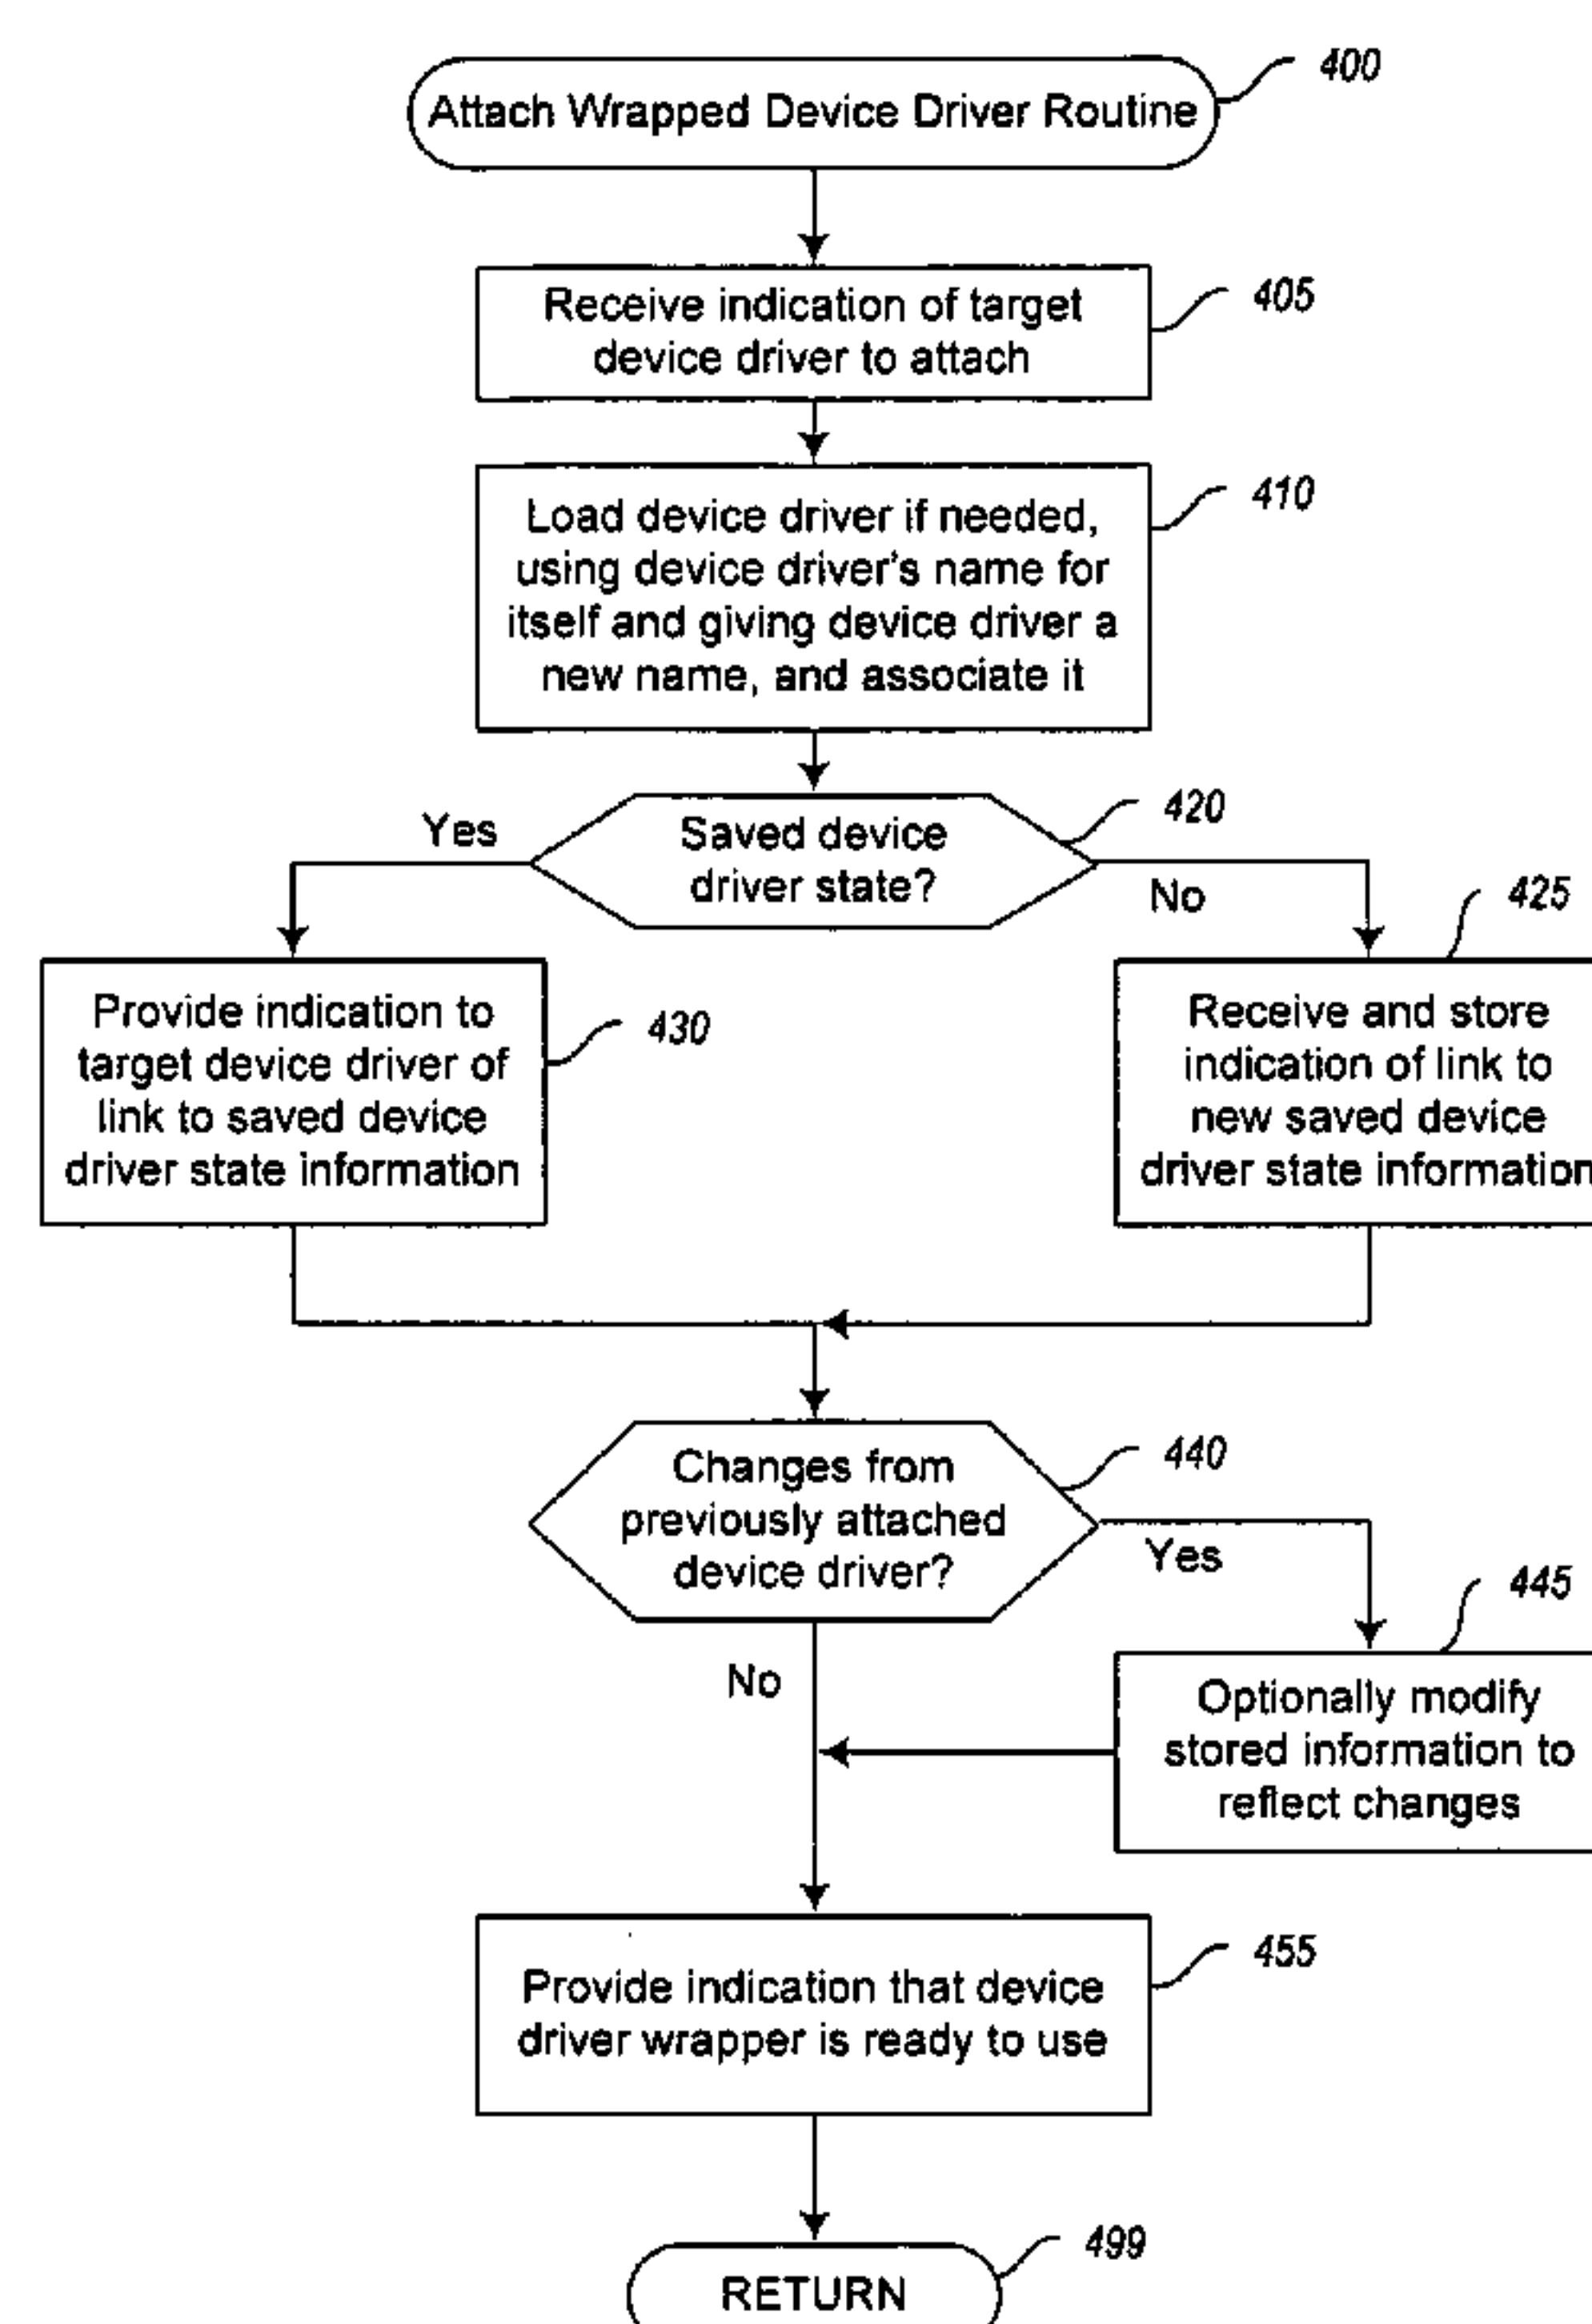 400
Attach Wrapped Device Driver Routine
405
Receive indication of target
device driver to attach
410
Load device driver if needed,
using device driver's name for
itself and giving device driver a
new name, and associate it
420
Saved device
driver state?
Yes
No
425
430
Provide indication to
target device driver of
link to saved device
driver state information
Receive and store
indication of link to
new saved device
driver state information
440
Changes from
previously attached
device driver?
Yes
No
445
Optionally modify
stored information to
reflect changes
455
Provide indication that device
driver wrapper is ready to use
499
RETURN